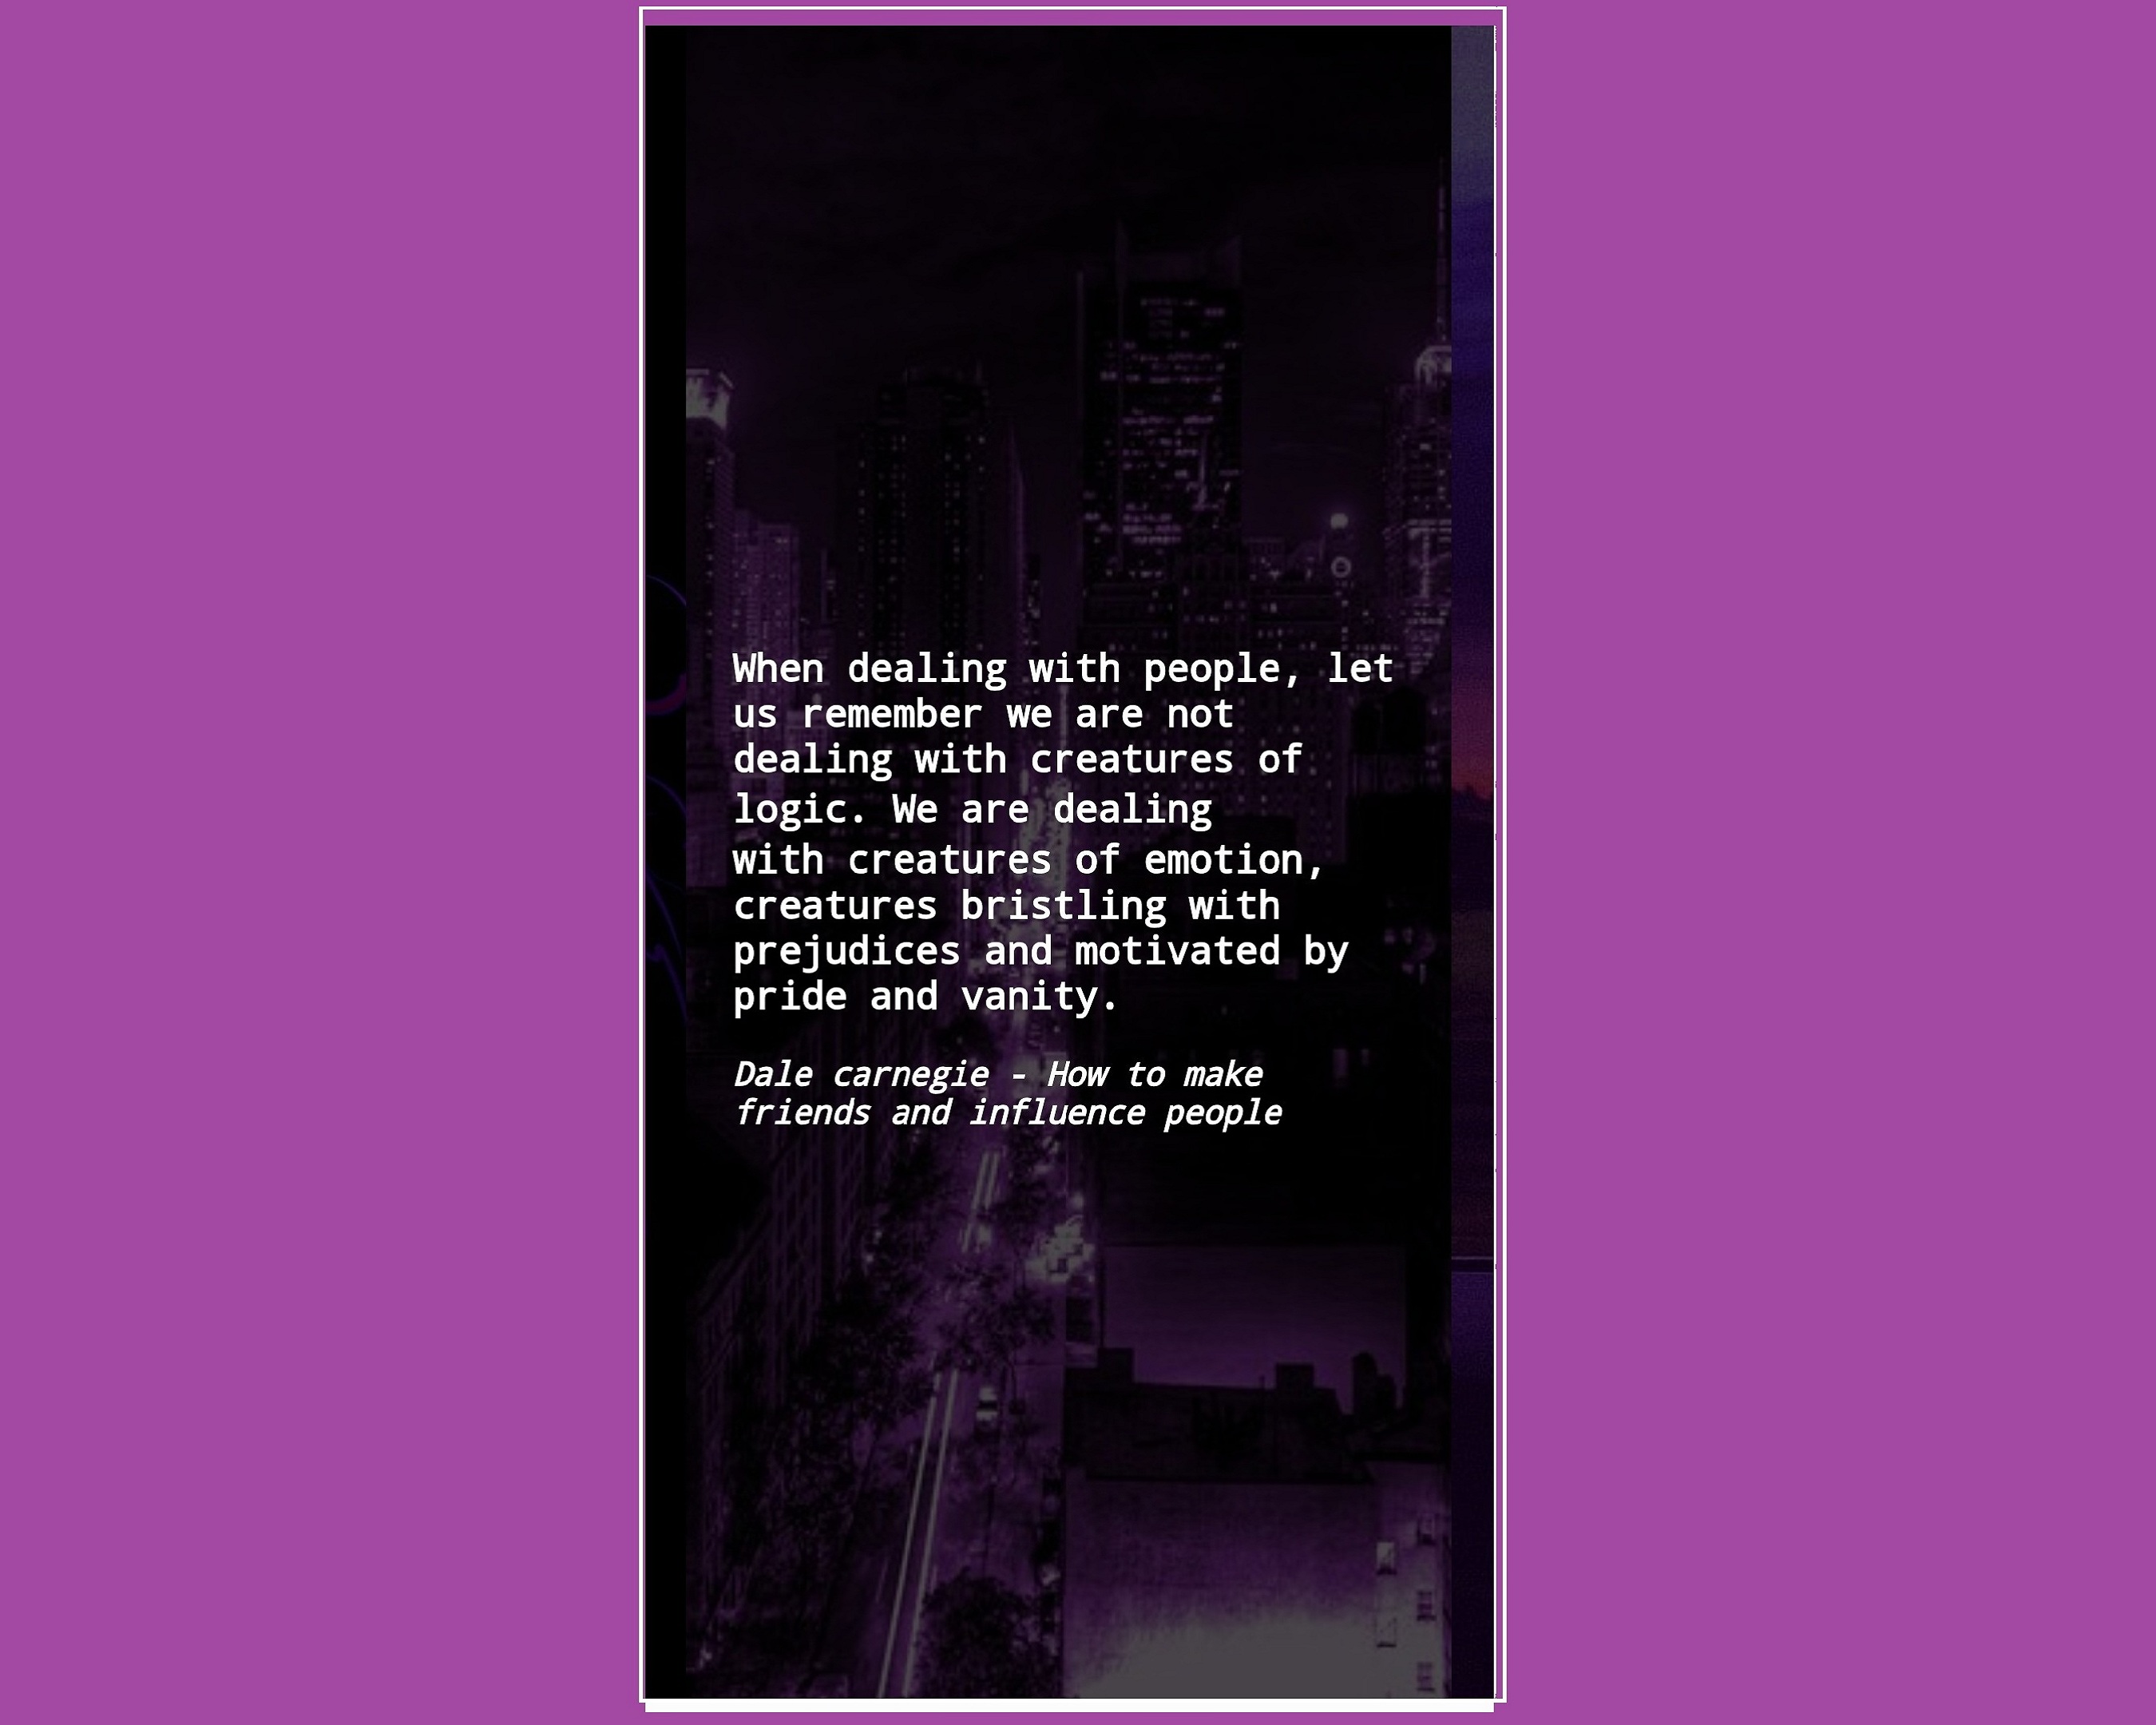 When dealing with people, let
us remember we are not
dealing with creatures of
logic. We are dealing
with creatures of emotion,
creatures bristling with
prejudices and motivated by
pride and vanity.
Dale carnegie - How to make
friends and influence people